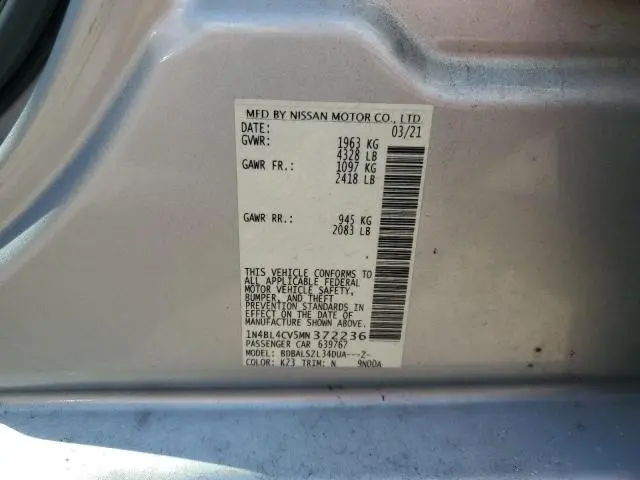 MFD BY NISSAN MOTOR CO., LTD
DATE: 03/21
GVWR: 1963 KG
4328 LB
GAWR FR.: 1097 KG
2418 LB
GAWR RR.: 945 KG
2083 LB
THIS VEHICLE CONFORMS TO
ALL APPLICABLE FEDERAL
MOTOR VEHICLE SAFETY,
BUMPER, AND THEFT
PREVENTION STANDARDS IN
EFFECT ON THE DATE OF
MANUFACTURE SHOWN ABOVE.
1N4BL4CV5MN372236
PASSENGER CAR 639767
MODEL: BDBALSZL34DUA---Z-
COLOR: K23 TRIM: N 9NODA